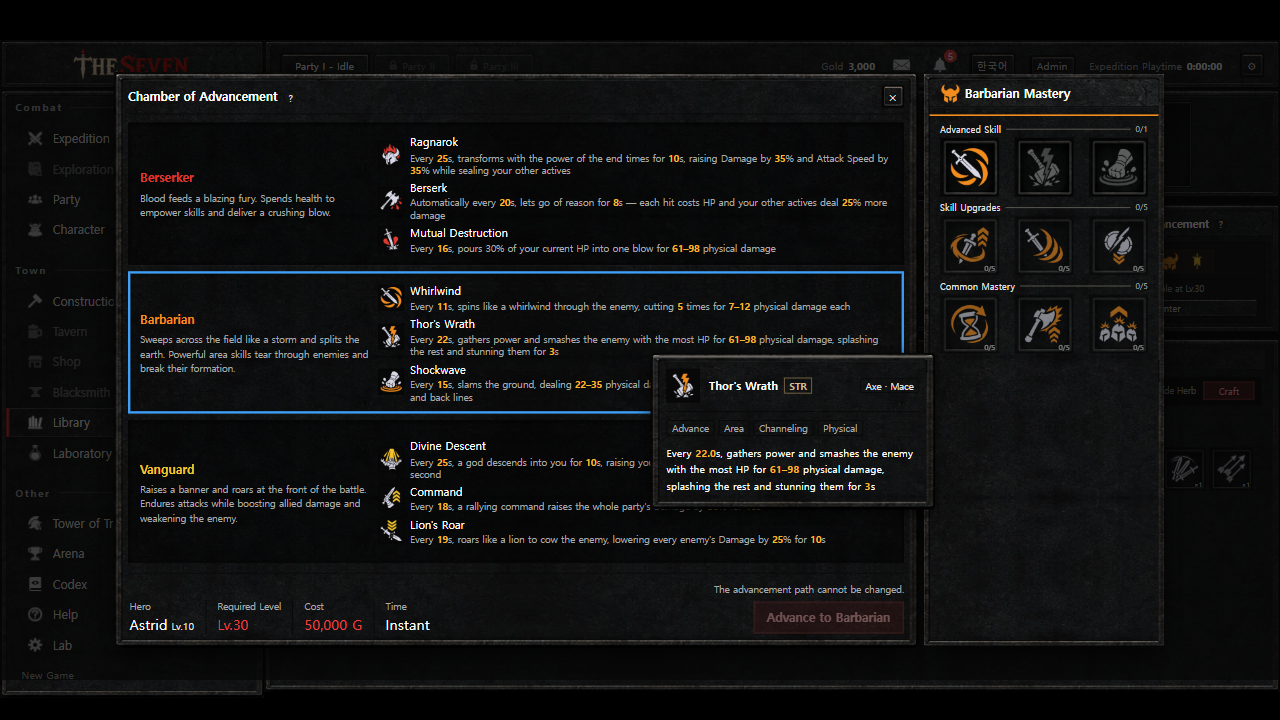 THE SEVEN
Party I - Idle
Party II
Party III
Gold 3,000
5
한국어
Admin
Expedition Playtime 0:00:00
Combat
Expedition
Exploration
Party
Character
Town
Constructio
Tavern
Shop
Blacksmith
Library
Laboratory
Other
Tower of Tr
Arena
Codex
Help
Lab
New Game
Chamber of Advancement ?
Berserker
Blood feeds a blazing fury. Spends health to
empower skills and deliver a crushing blow.
Ragnarok
Every 25s, transforms with the power of the end times for 10s, raising Damage by 35% and Attack Speed by
35% while sealing your other actives
Berserk
Automatically every 20s, lets go of reason for 8s — each hit costs HP and your other actives deal 25% more
damage
Mutual Destruction
Every 16s, pours 30% of your current HP into one blow for 61–98 physical damage
Barbarian
Sweeps across the field like a storm and splits the
earth. Powerful area skills tear through enemies and
break their formation.
Whirlwind
Every 11s, spins like a whirlwind through the enemy, cutting 5 times for 7–12 physical damage each
Thor's Wrath
Every 22s, gathers power and smashes the enemy with the most HP for 61–98 physical damage, splashing
the rest and stunning them for 3s
Shockwave
Every 15s, slams the ground, dealing 22–35 physical d
and back lines
Vanguard
Raises a banner and roars at the front of the battle.
Endures attacks while boosting allied damage and
weakening the enemy.
Divine Descent
Every 25s, a god descends into you for 10s, raising you
second
Command
Every 18s, a rallying command raises the whole party's
Lion's Roar
Every 19s, roars like a lion to cow the enemy, lowering every enemy's Damage by 25% for 10s
Thor's Wrath STR Axe · Mace
Advance Area Channeling Physical
Every 22.0s, gathers power and smashes the enemy
with the most HP for 61–98 physical damage,
splashing the rest and stunning them for 3s
The advancement path cannot be changed.
Hero
Astrid Lv.10
Required Level
Lv.30
Cost
50,000 G
Time
Instant
Advance to Barbarian
Barbarian Mastery
Advanced Skill 0/1
Skill Upgrades 0/5
0/5
0/5
0/5
Common Mastery 0/5
0/5
0/5
0/5
ncement ?
le at Lv.30
nter
de Herb
Craft
×1
×1